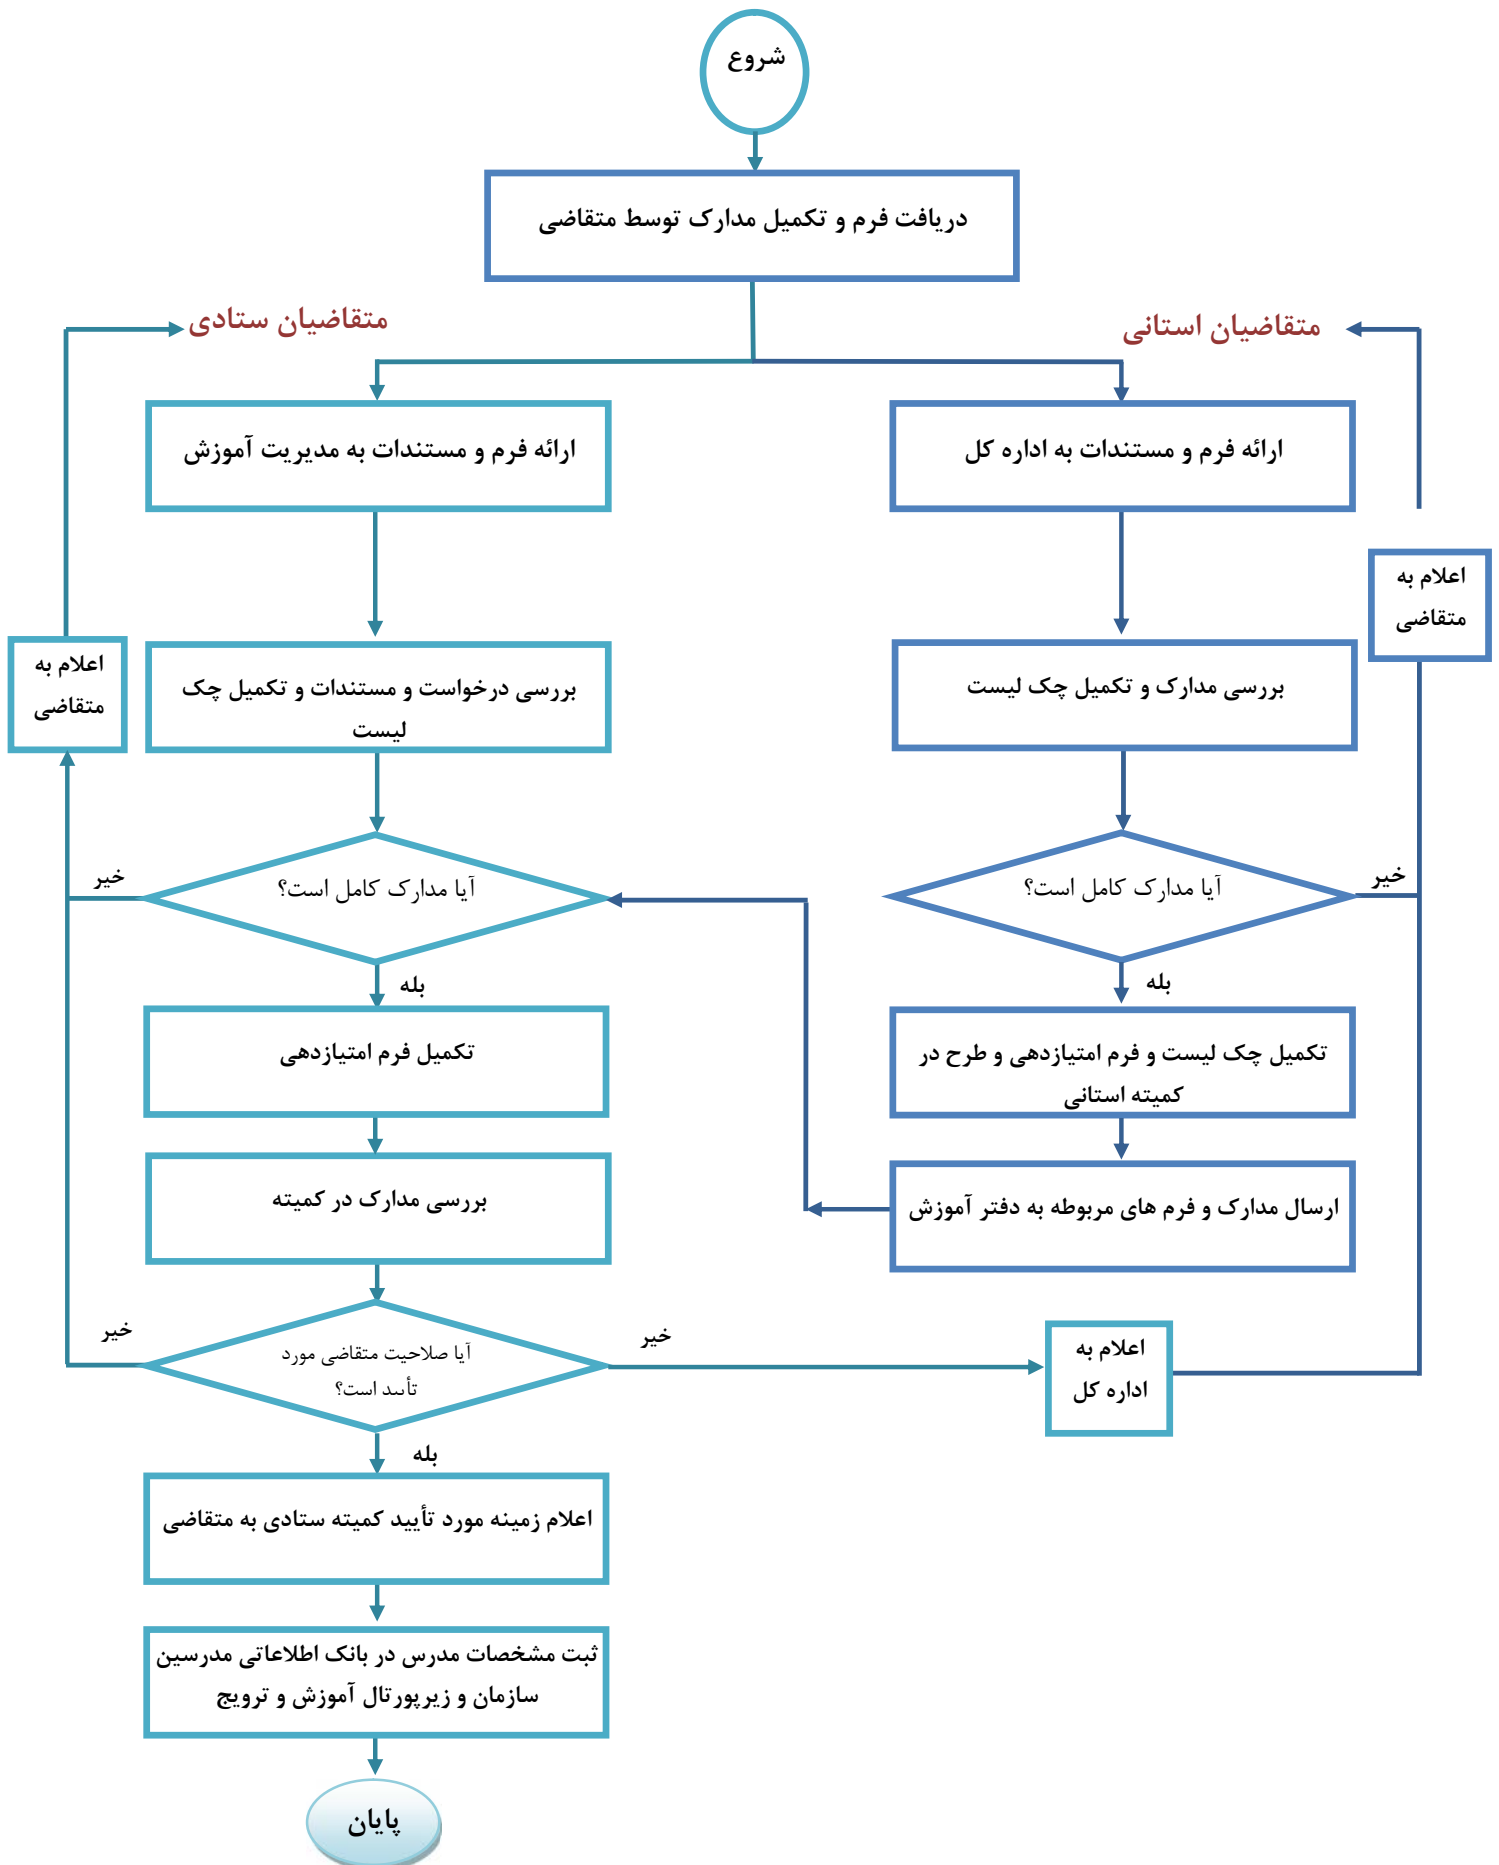 شروع
دریافت فرم و تکمیل مدارک توسط متقاضی
متقاضیان استانی
متقاضیان ستادی
ارائه فرم و مستندات به اداره کل
ارائه فرم و مستندات به مدیریت آموزش
اعلام به
متقاضی
بررسی مدارک و تکمیل چک لیست
بررسی درخواست و مستندات و تکمیل چک
لیست
اعلام به
متقاضی
آیا مدارک کامل است؟
خیر
آیا مدارک کامل است؟
خیر
بله
بله
تکمیل چک لیست و فرم امتیازدهی و طرح در
کمیته استانی
تکمیل فرم امتیازدهی
ارسال مدارک و فرم های مربوطه به دفتر آموزش
بررسی مدارک در کمیته
خیر
خیر
آیا صلاحیت متقاضی مورد
تأیید است؟
اعلام به
اداره کل
بله
اعلام زمینه مورد تأیید کمیته ستادی به متقاضی
ثبت مشخصات مدرس در بانک اطلاعاتی مدرسین
سازمان و زیرپورتال آموزش و ترویج
پایان